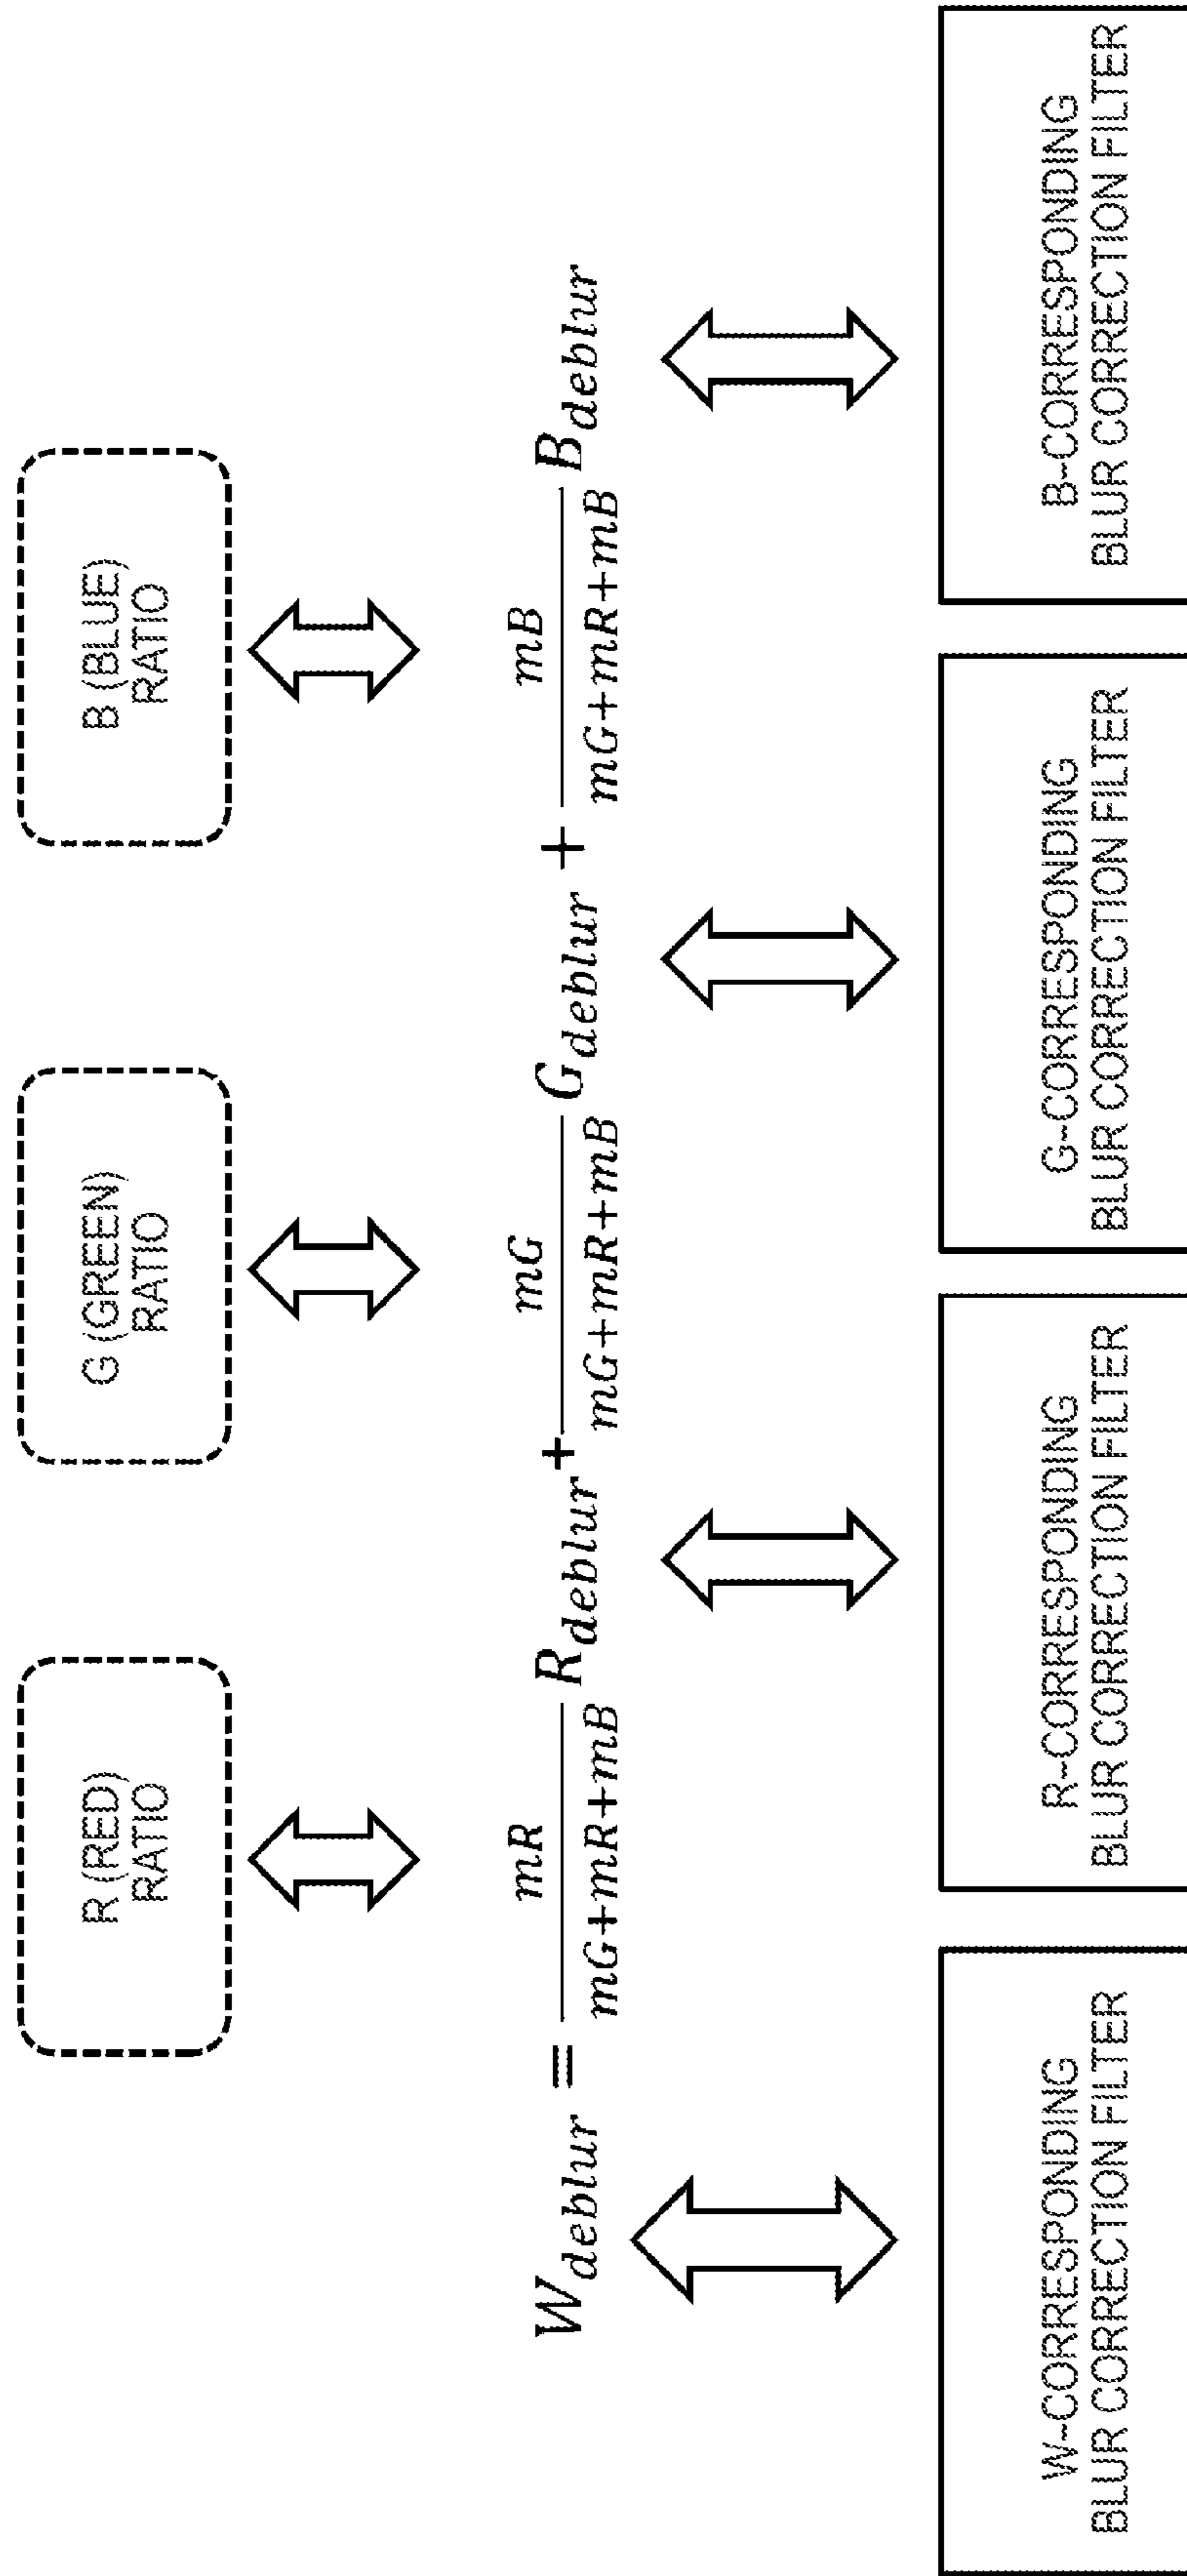 R (RED)
RATIO
G (GREEN)
RATIO
B (BLUE)
RATIO
W_deblur = mR/(mG+mR+mB) R_deblur + mG/(mG+mR+mB) G_deblur + mB/(mG+mR+mB) B_deblur
W-CORRESPONDING
BLUR CORRECTION FILTER
R-CORRESPONDING
BLUR CORRECTION FILTER
G-CORRESPONDING
BLUR CORRECTION FILTER
B-CORRESPONDING
BLUR CORRECTION FILTER